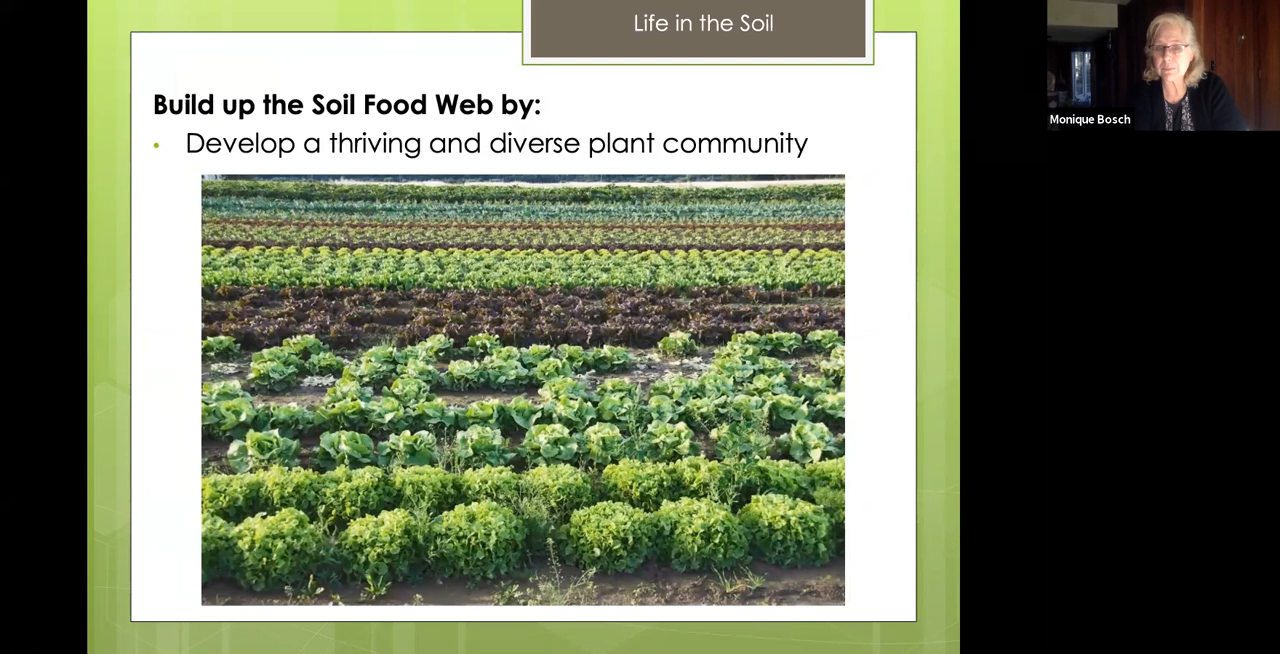 Life in the Soil
Build up the Soil Food Web by:
• Develop a thriving and diverse plant community
Monique Bosch